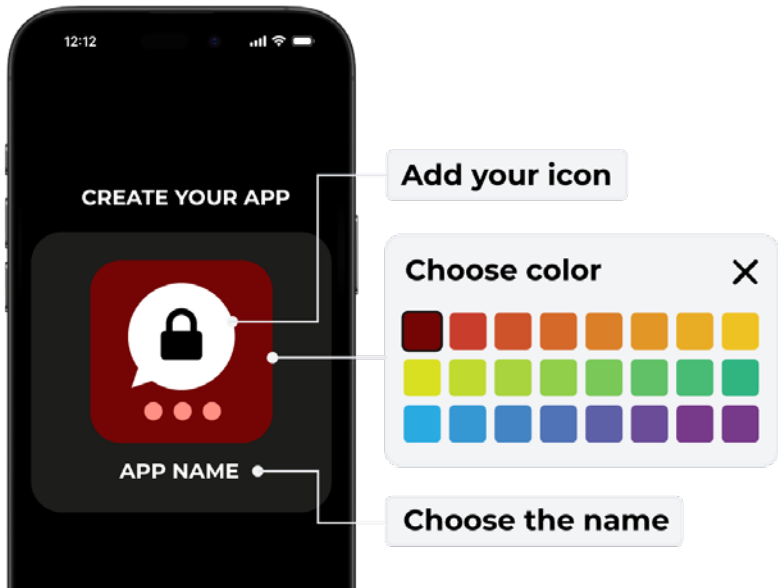 12:12
CREATE YOUR APP
Add your icon
Choose color
APP NAME
Choose the name